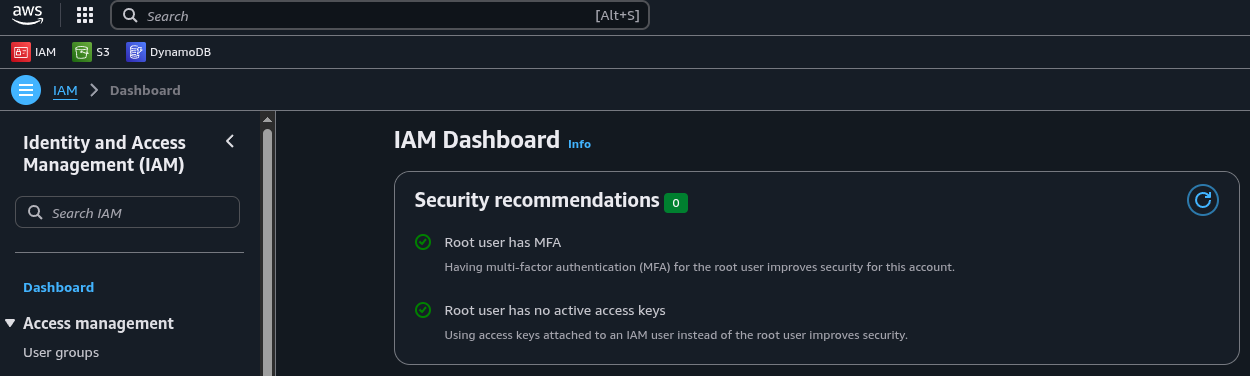 aws
Search [Alt+S]
IAM S3 DynamoDB
IAM Dashboard
Identity and Access
Management (IAM)
Search IAM
Dashboard
Access management
User groups
IAM Dashboard Info
Security recommendations 0
Root user has MFA
Having multi-factor authentication (MFA) for the root user improves security for this account.
Root user has no active access keys
Using access keys attached to an IAM user instead of the root user improves security.